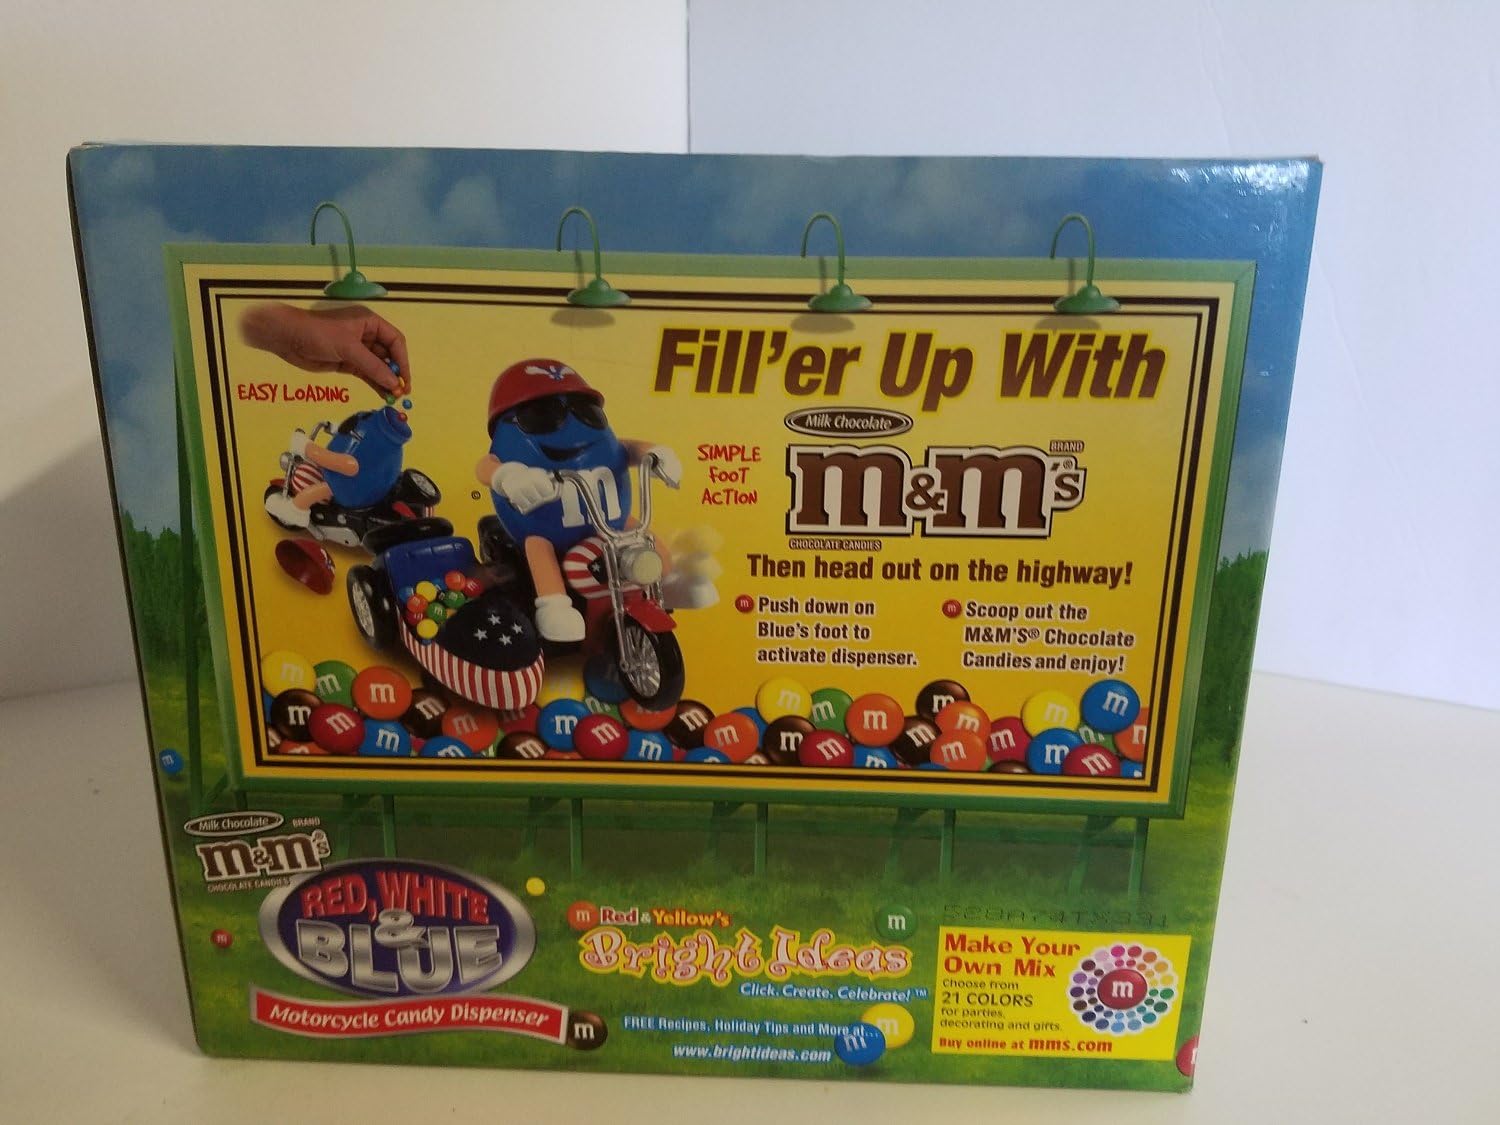 EASY LOADING
Fill'er Up With
Milk Chocolate
BRAND
m&m's®
CHOCOLATE CANDIES
SIMPLE
FOOT
ACTION
©
m
Then head out on the highway!
Push down on
Blue's foot to
activate dispenser.
Scoop out the
M&M'S® Chocolate
Candies and enjoy!
Milk Chocolate
BRAND
m&m's®
CHOCOLATE CANDIES
RED, WHITE
&
BLUE
Motorcycle Candy Dispenser
Red & Yellow's
Bright Ideas
Click. Create. Celebrate!™
FREE Recipes, Holiday Tips and More at...
www.brightideas.com
Make Your
Own Mix
Choose from
21 COLORS
for parties,
decorating and gifts.
Buy online at mms.com
m